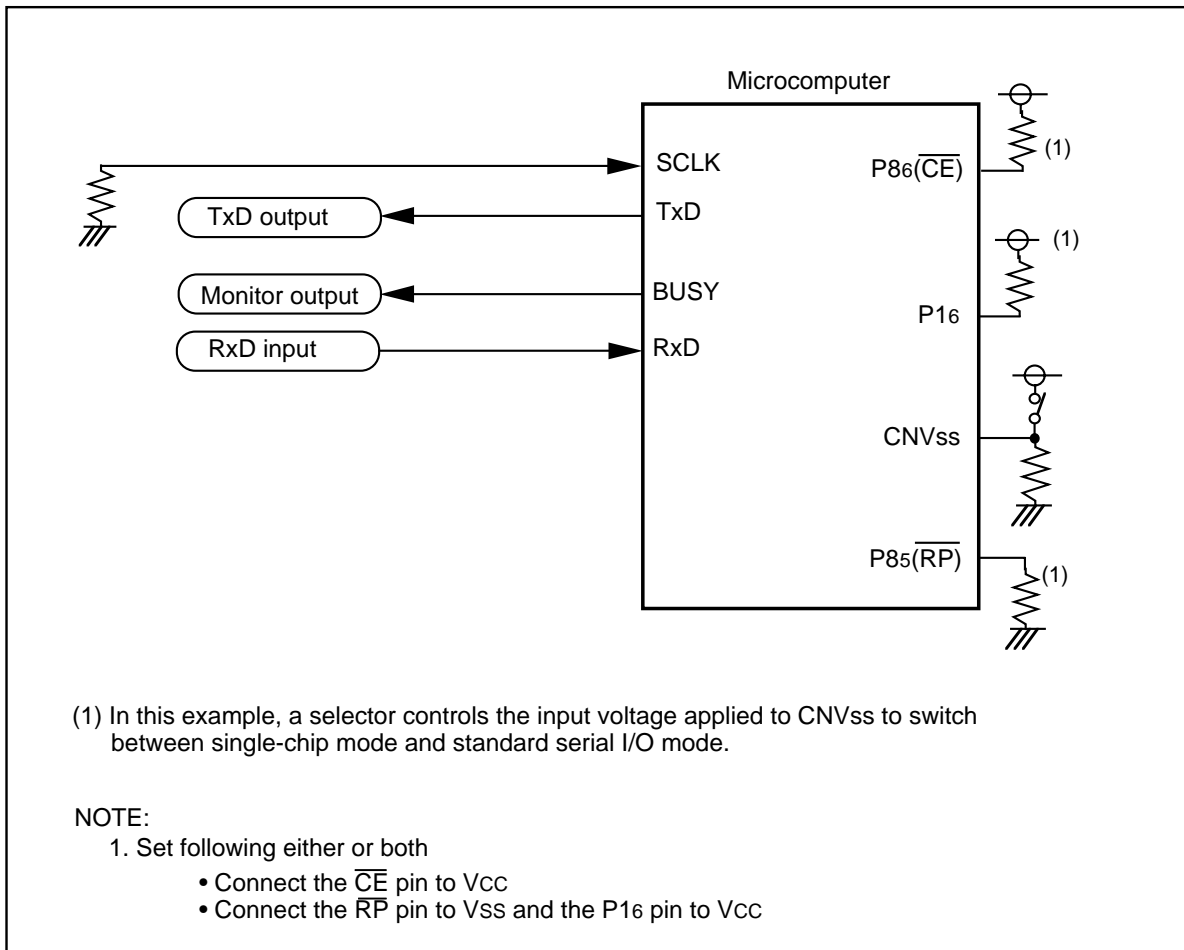 Microcomputer
SCLK
P86(CE)
(1)
TxD output
TxD
(1)
Monitor output
BUSY
P16
RxD input
RxD
CNVss
P85(RP)
(1)
(1) In this example, a selector controls the input voltage applied to CNVss to switch
between single-chip mode and standard serial I/O mode.
NOTE:
1. Set following either or both
• Connect the CE pin to VCC
• Connect the RP pin to VSS and the P16 pin to VCC